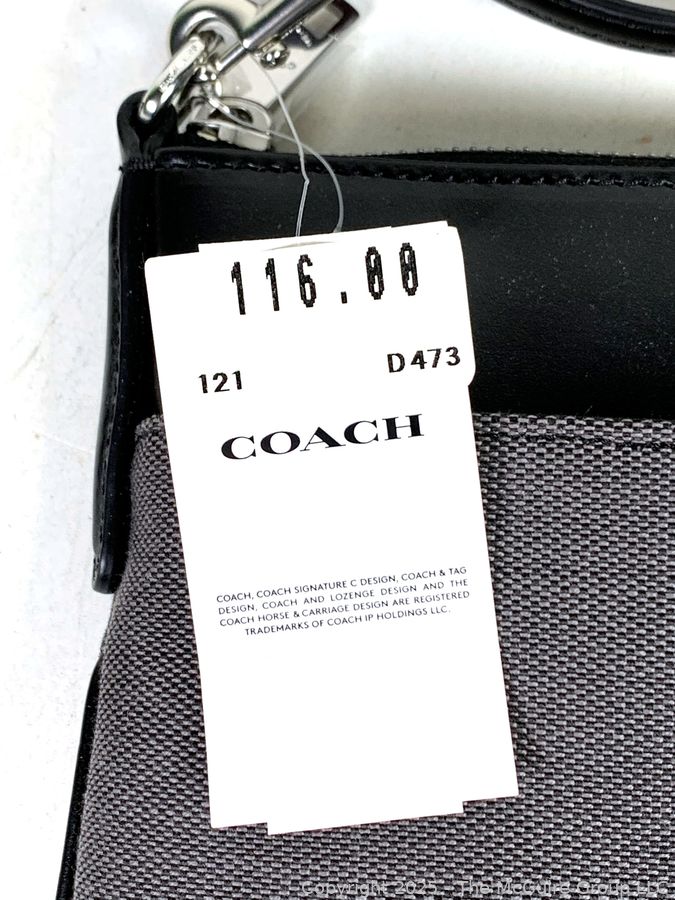 116.00
121 D473
COACH
COACH, COACH SIGNATURE C DESIGN, COACH & TAG
DESIGN, COACH AND LOZENGE DESIGN AND THE
COACH HORSE & CARRIAGE DESIGN ARE REGISTERED
TRADEMARKS OF COACH IP HOLDINGS LLC.
Copyright 2025 - The McGuire Group LLC